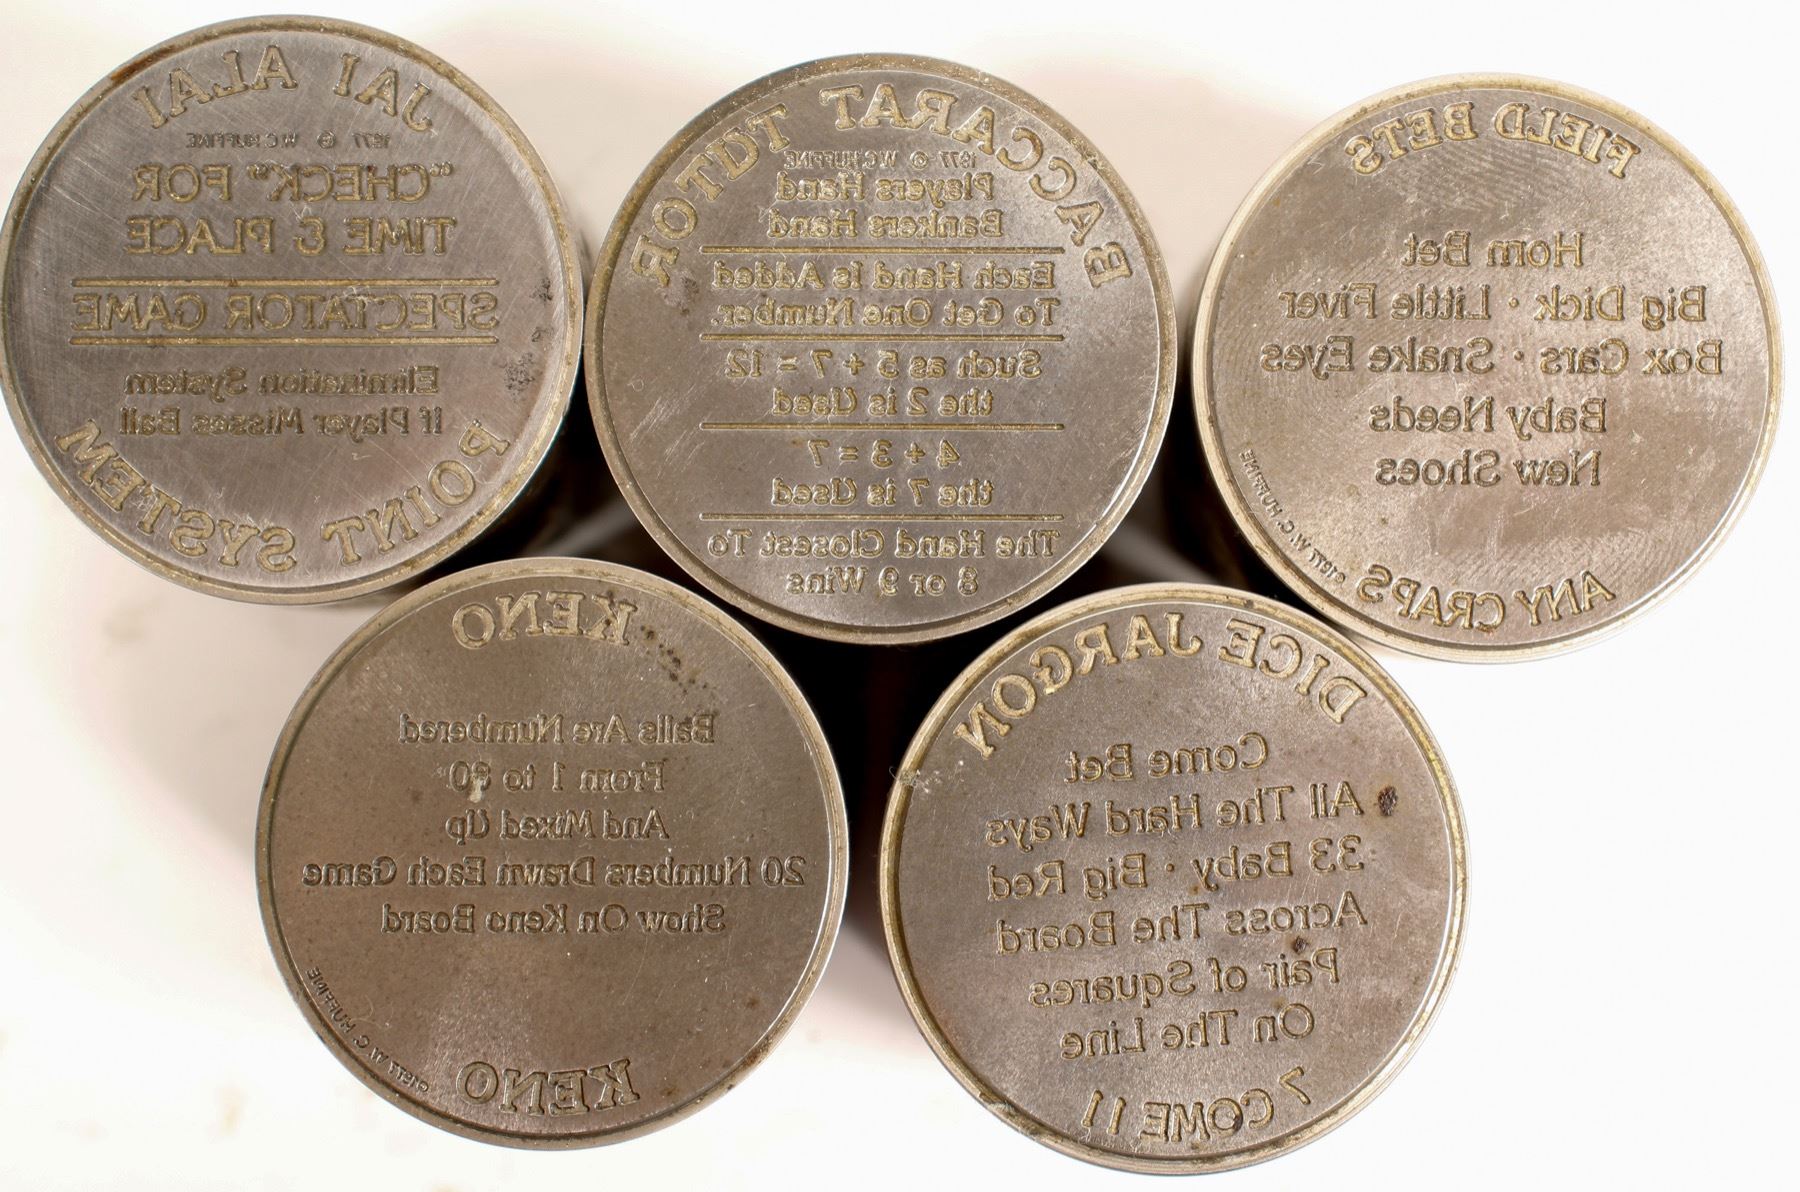 JAI ALAI
1977 © W.C. HUFFINE
"CHECK" FOR
TIME & PLACE
SPECTATOR GAME
Elimination System
If Player Misses Ball
POINT SYSTEM
BACCARAT TUTOR
1977 © W.C. HUFFINE
Players Hand
Bankers Hand
Each Hand Is Added
To Get One Number.
Such as 5 + 7 = 12
the 2 is Used
4 + 3 = 7
the 7 is Used
The Hand Closest To
8 or 9 Wins
FIELD BETS
Horn Bet
Big Dick · Little Fiver
Box Cars · Snake Eyes
Baby Needs
New Shoes
©1977 W. C. HUFFINE
ANY CRAPS
KENO
Balls Are Numbered
From 1 to 80
And Mixed Up
20 Numbers Drawn Each Game
Show On Keno Board
©1977 W. C. HUFFINE
KENO
DICE JARGON
Come Bet
All The Hard Ways
33 Baby · Big Red
Across The Board
Pair of Squares
On The Line
7 COME 11